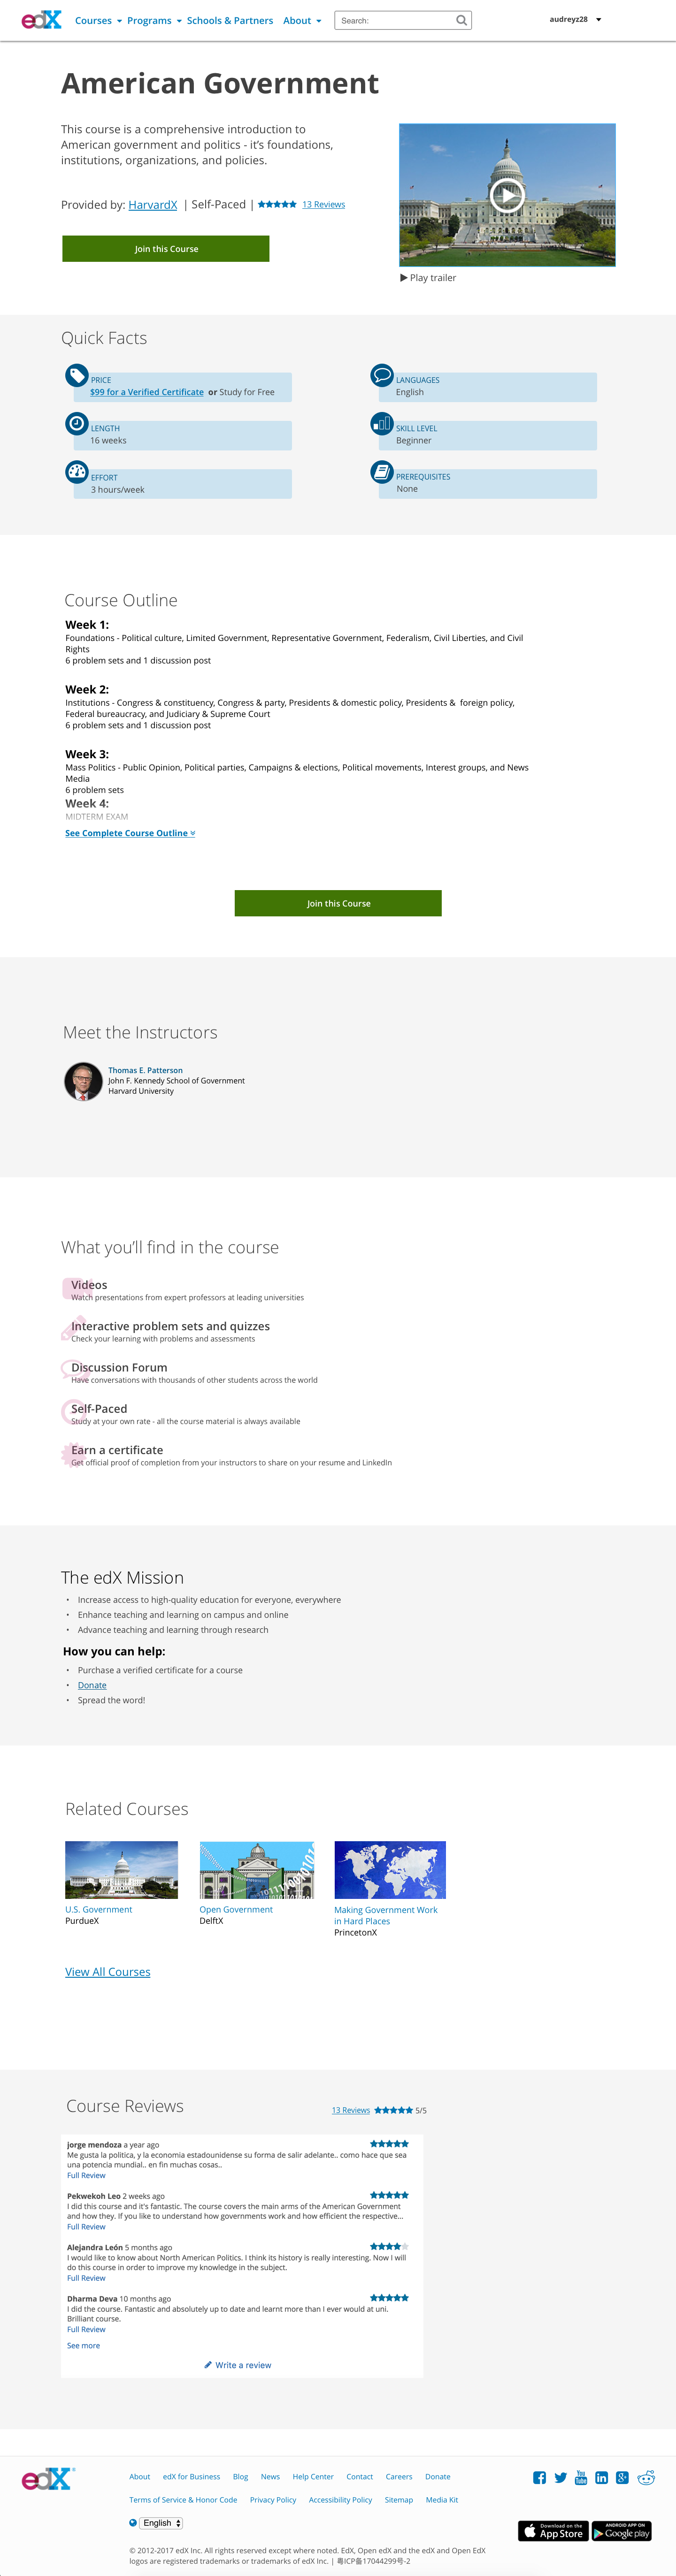 edX
Courses Programs Schools & Partners About Search: audreyz28
American Government
This course is a comprehensive introduction to
American government and politics - it's foundations,
institutions, organizations, and policies.
Provided by: HarvardX | Self-Paced | 13 Reviews
Join this Course
Play trailer
Quick Facts
PRICE
$99 for a Verified Certificate or Study for Free
LANGUAGES
English
LENGTH
16 weeks
SKILL LEVEL
Beginner
EFFORT
3 hours/week
PREREQUISITES
None
Course Outline
Week 1:
Foundations - Political culture, Limited Government, Representative Government, Federalism, Civil Liberties, and Civil
Rights
6 problem sets and 1 discussion post
Week 2:
Institutions - Congress & constituency, Congress & party, Presidents & domestic policy, Presidents & foreign policy,
Federal bureaucracy, and Judiciary & Supreme Court
6 problem sets and 1 discussion post
Week 3:
Mass Politics - Public Opinion, Political parties, Campaigns & elections, Political movements, Interest groups, and News
Media
6 problem sets
Week 4:
MIDTERM EXAM
See Complete Course Outline
Join this Course
Meet the Instructors
Thomas E. Patterson
John F. Kennedy School of Government
Harvard University
What you'll find in the course
Videos
Watch presentations from expert professors at leading universities
Interactive problem sets and quizzes
Check your learning with problems and assessments
Discussion Forum
Have conversations with thousands of other students across the world
Self-Paced
Study at your own rate - all the course material is always available
Earn a certificate
Get official proof of completion from your instructors to share on your resume and LinkedIn
The edX Mission
• Increase access to high-quality education for everyone, everywhere
• Enhance teaching and learning on campus and online
• Advance teaching and learning through research
How you can help:
• Purchase a verified certificate for a course
• Donate
• Spread the word!
Related Courses
U.S. Government
PurdueX
Open Government
DelftX
Making Government Work
in Hard Places
PrincetonX
View All Courses
Course Reviews
13 Reviews 5/5
jorge mendoza a year ago
Me gusta la politica, y la economia estadounidense su forma de salir adelante.. como hace que sea
una potencia mundial.. en fin muchas cosas..
Full Review
Pekwekoh Leo 2 weeks ago
I did this course and it's fantastic. The course covers the main arms of the American Government
and how they. If you like to understand how governments work and how efficient the respective...
Full Review
Alejandra León 5 months ago
I would like to know about North American Politics. I think its history is really interesting. Now I will
do this course in order to improve my knowledge in the subject.
Full Review
Dharma Deva 10 months ago
I did the course. Fantastic and absolutely up to date and learnt more than I ever would at uni.
Brilliant course.
Full Review
See more
Write a review
edX
About edX for Business Blog News Help Center Contact Careers Donate
Terms of Service & Honor Code Privacy Policy Accessibility Policy Sitemap Media Kit
English
Download on the
App Store
ANDROID APP ON
Google play
© 2012-2017 edX Inc. All rights reserved except where noted. EdX, Open edX and the edX and Open EdX
logos are registered trademarks or trademarks of edX Inc. | 粤ICP备17044299号-2